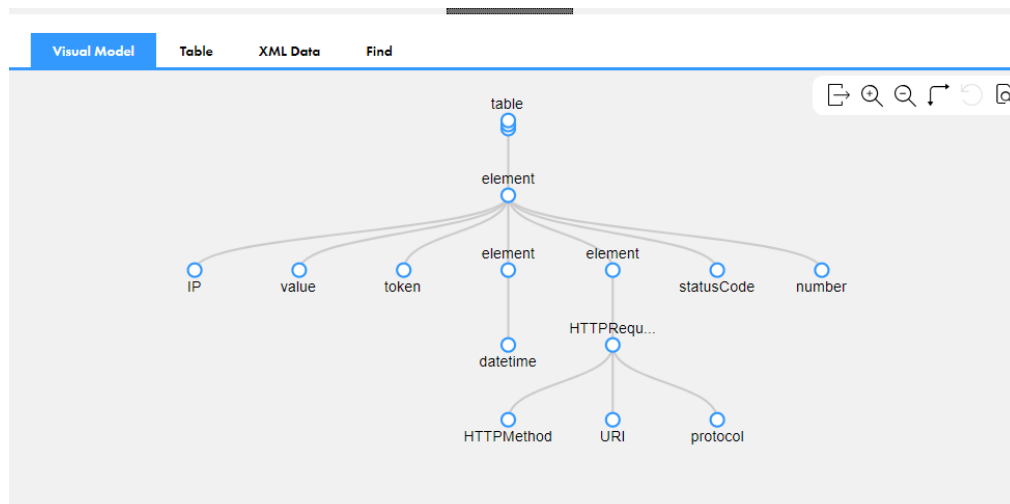 Visual Model Table XML Data Find
table
element
element element
IP value token statusCode number
HTTPRequ...
datetime
HTTPMethod URI protocol